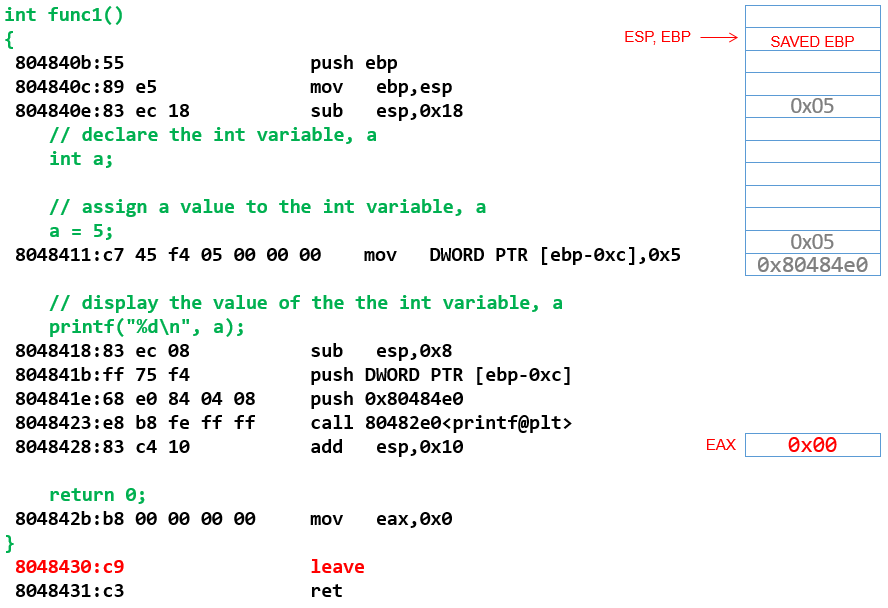 int func1()
{
804840b:55 push ebp
804840c:89 e5 mov ebp,esp
804840e:83 ec 18 sub esp,0x18
// declare the int variable, a
int a;
// assign a value to the int variable, a
a = 5;
8048411:c7 45 f4 05 00 00 00 mov DWORD PTR [ebp-0xc],0x5
// display the value of the the int variable, a
printf("%d\n", a);
8048418:83 ec 08 sub esp,0x8
804841b:ff 75 f4 push DWORD PTR [ebp-0xc]
804841e:68 e0 84 04 08 push 0x80484e0
8048423:e8 b8 fe ff ff call 80482e0<printf@plt>
8048428:83 c4 10 add esp,0x10
return 0;
804842b:b8 00 00 00 00 mov eax,0x0
}
8048430:c9 leave
8048431:c3 ret
ESP, EBP
SAVED EBP
0x05
0x05
0x80484e0
EAX
0x00